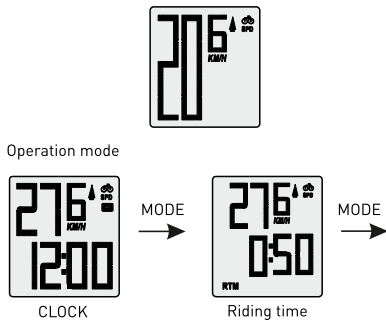 206 SPD
KM/H
Operation mode
276 SPD
KM/H
12:00
MODE
276 SPD
KM/H
0:50
RTM
MODE
CLOCK
Riding time